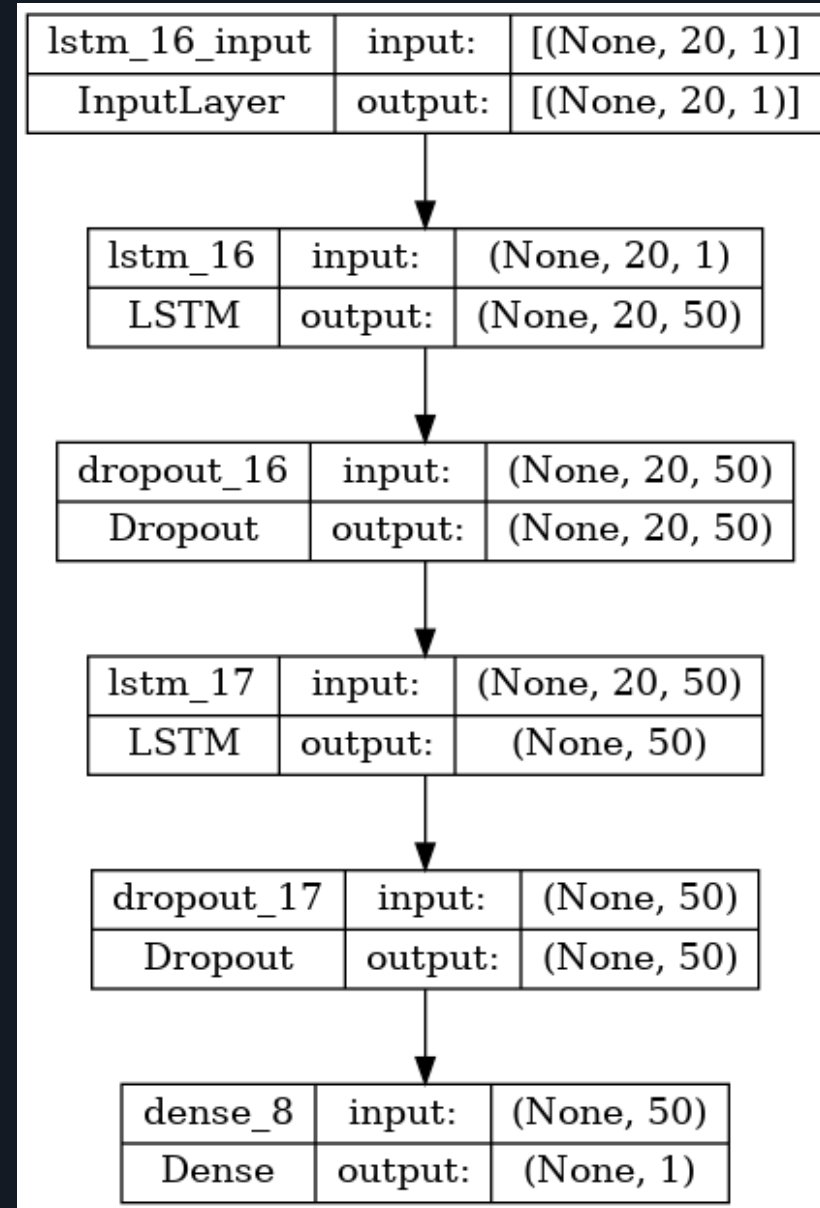 lstm_16_input input: [(None, 20, 1)]
InputLayer output: [(None, 20, 1)]
lstm_16 input: (None, 20, 1)
LSTM output: (None, 20, 50)
dropout_16 input: (None, 20, 50)
Dropout output: (None, 20, 50)
lstm_17 input: (None, 20, 50)
LSTM output: (None, 50)
dropout_17 input: (None, 50)
Dropout output: (None, 50)
dense_8 input: (None, 50)
Dense output: (None, 1)